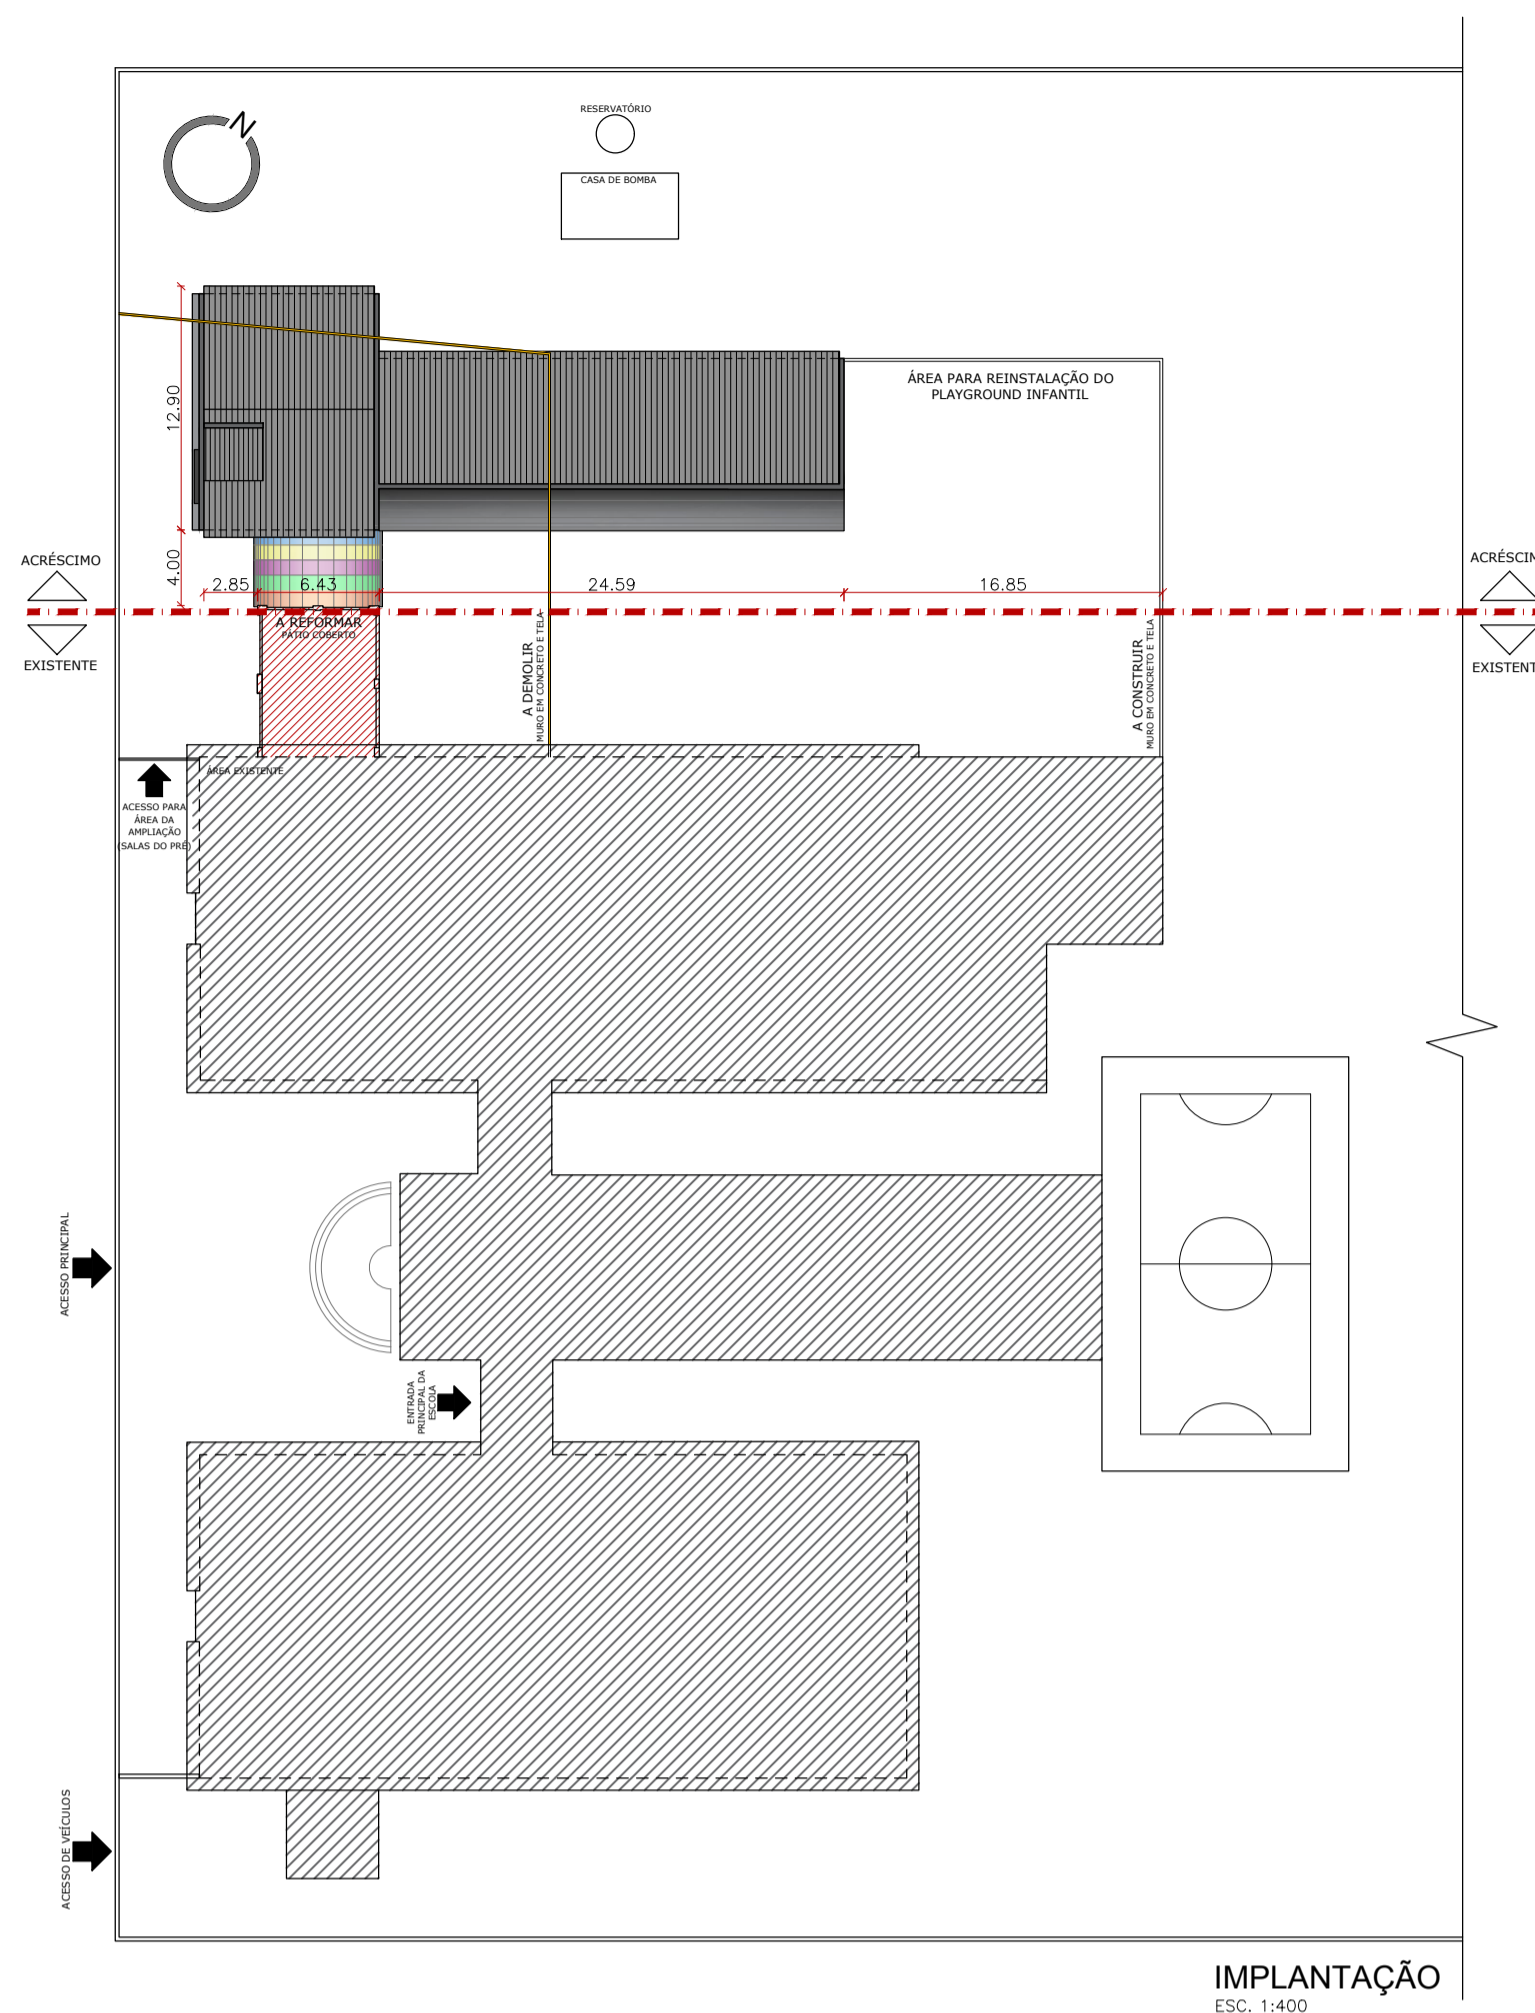 N
RESERVATÓRIO
CASA DE BOMBA
ÁREA PARA REINSTALAÇÃO DO
PLAYGROUND INFANTIL
12.90
4.00
2.85
6.43
24.59
16.85
ACRÉSCIMO
EXISTENTE
ACRÉSCIM
EXISTENT
A REFORMAR
PÁTIO COBERTO
A DEMOLIR
MURO EM CONCRETO E TELA
A CONSTRUIR
MURO EM CONCRETO E TELA
ÁREA EXISTENTE
ACESSO PARA
ÁREA DA
AMPLIAÇÃO
(SALAS DO PRÉ)
ACESSO PRINCIPAL
ENTRADA
PRINCIPAL DA
ESCOLA
ACESSO DE VEÍCULOS
IMPLANTAÇÃO
ESC. 1:400